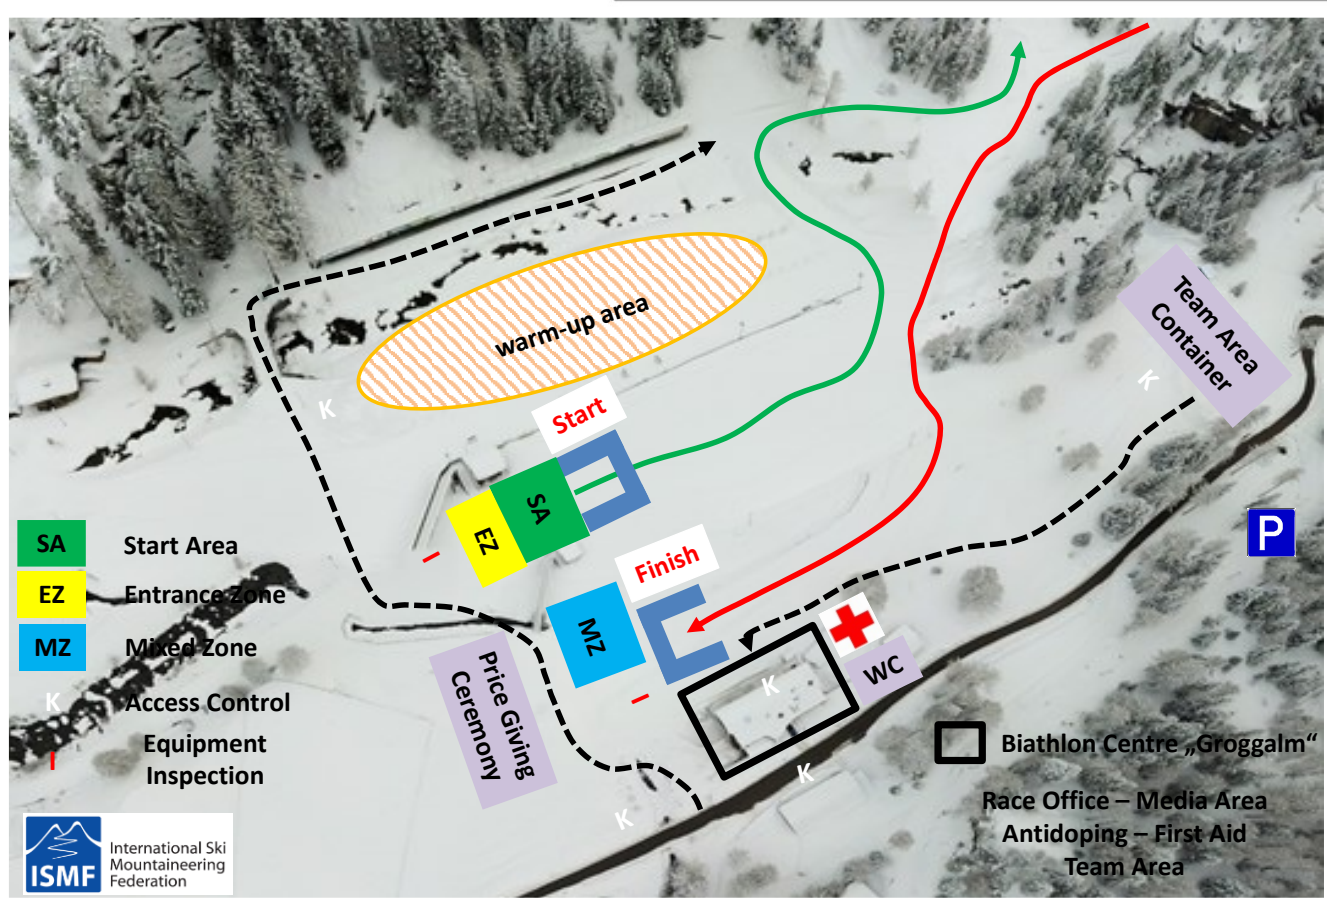 warm-up area
Team Area
Container
K
K
Start
SA
EZ
P
SA
Start Area
Finish
EZ
Entrance Zone
MZ
MZ
Mixed Zone
WC
Price Giving
Ceremony
K
K
Access Control
Equipment
Inspection
I
I
I
Biathlon Centre „Groggalm“
K
K
Race Office – Media Area
Antidoping – First Aid
Team Area
International Ski
Mountaineering
Federation
ISMF